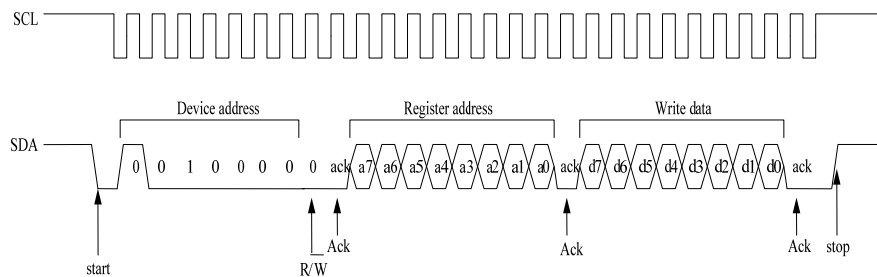 SCL
Device address Register address Write data
SDA
0 0 1 0 0 0 0 0 ack a7 a6 a5 a4 a3 a2 a1 a0 ack d7 d6 d5 d4 d3 d2 d1 d0 ack
start R/W Ack Ack Ack stop